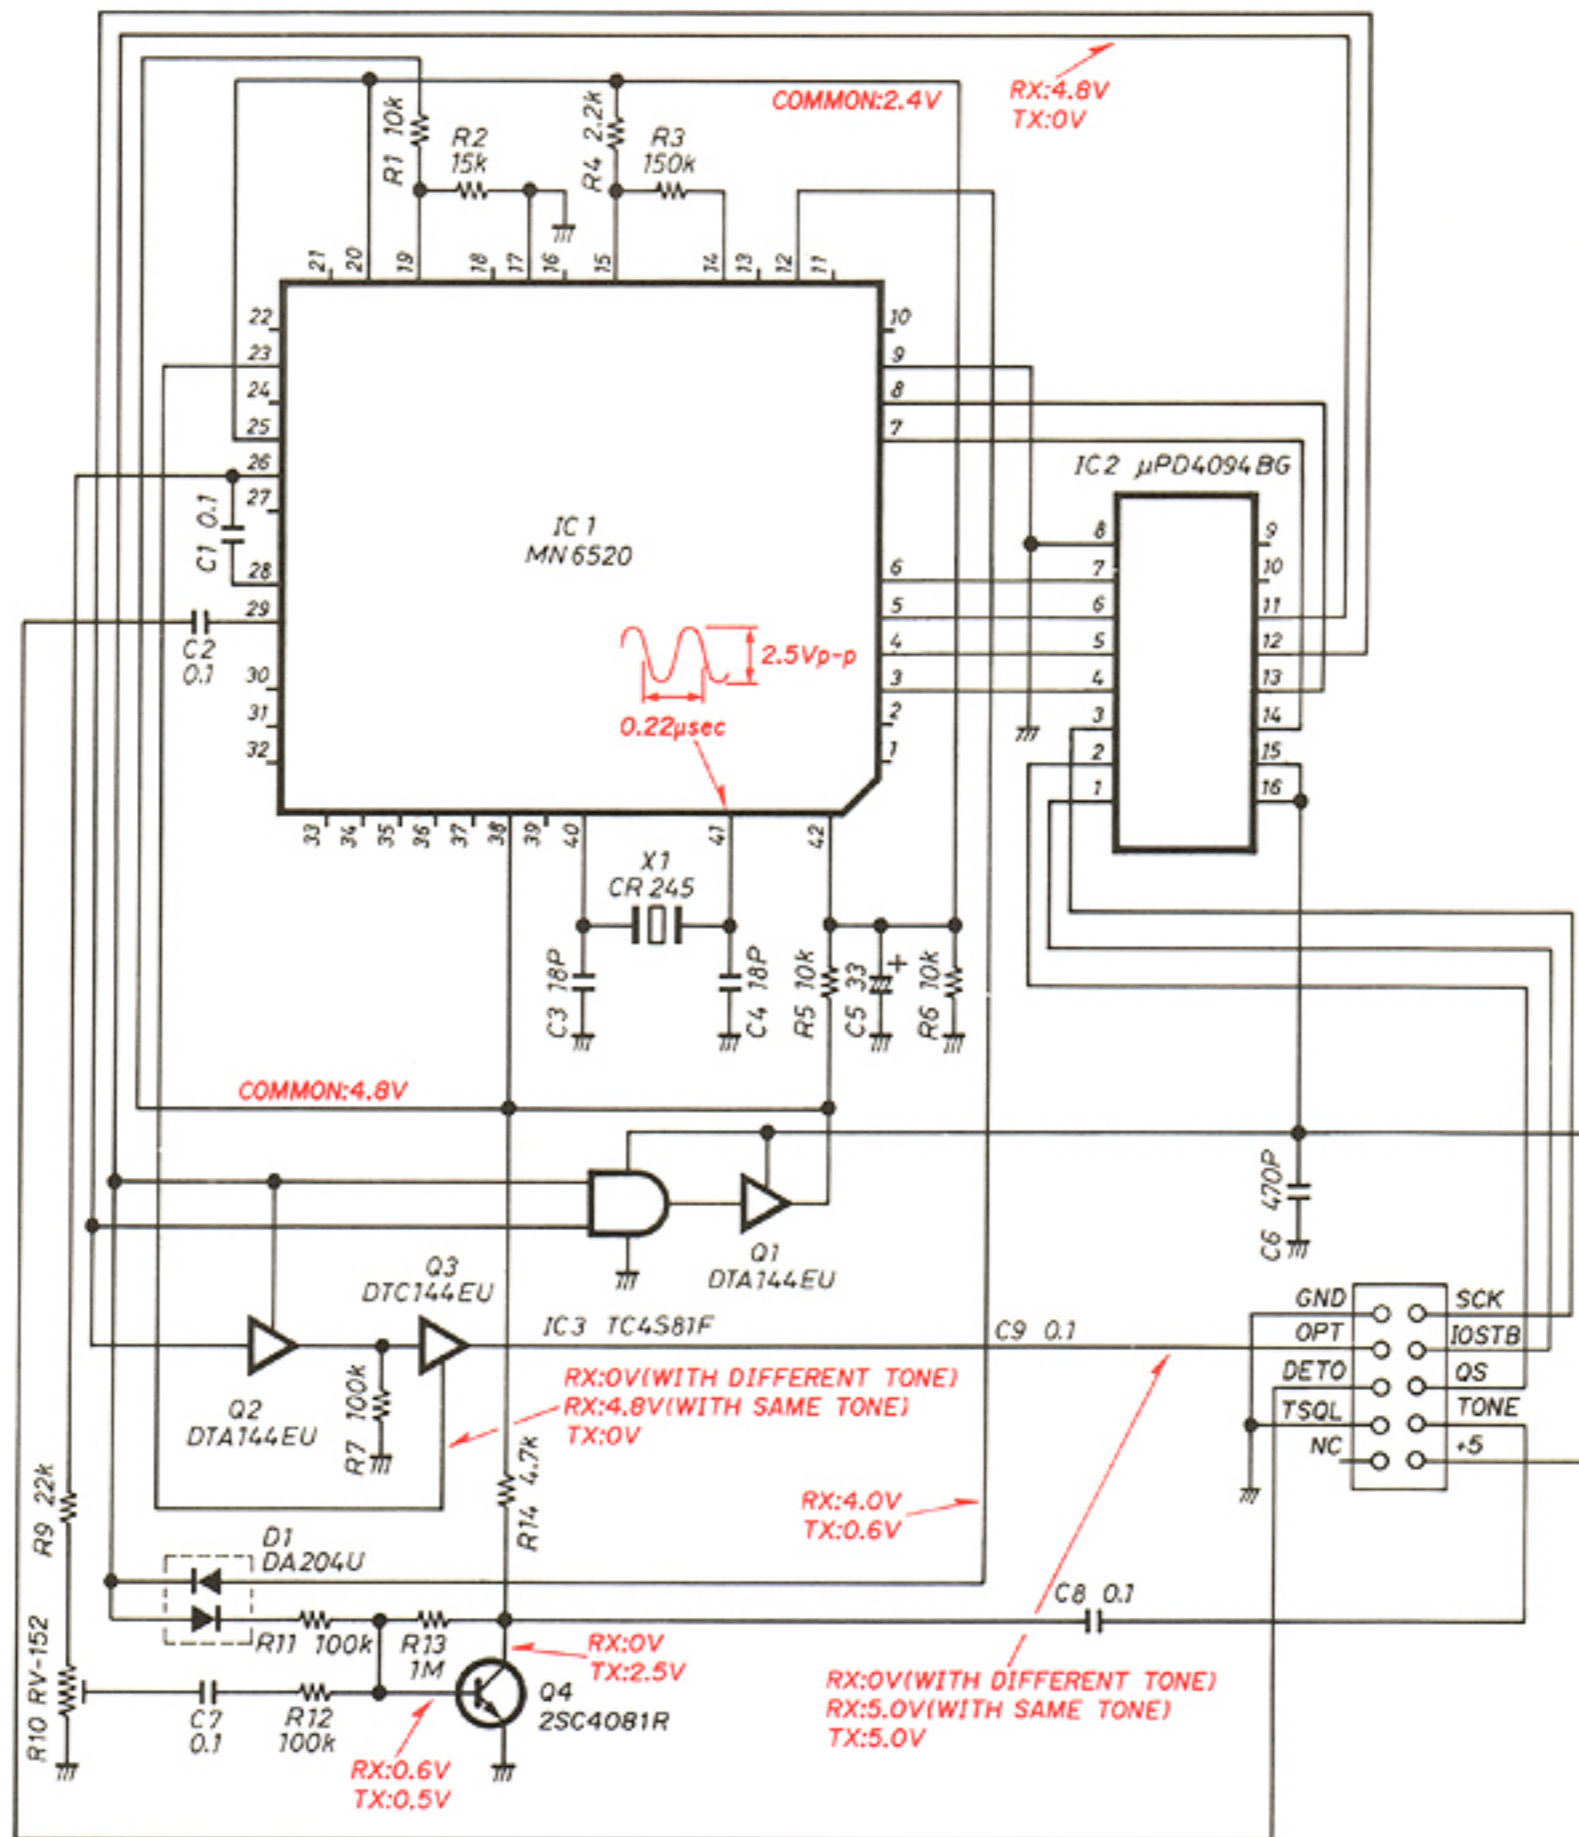 RX:4.8V
TX:0V
COMMON:2.4V
R1 10k
R2
15k
R4 2.2k
R3
150k
21
20
19
18
17
16
15
14
13
12
11
22
23
24
25
26
27
28
29
30
31
32
10
9
8
7
6
5
4
3
2
1
C1 0.1
C2
0.1
IC1
MN6520
2.5Vp-p
0.22μsec
IC2 μPD4094BG
8
7
6
5
4
3
2
1
9
10
11
12
13
14
15
16
33
34
35
36
37
38
39
40
41
42
X1
CR245
C3 18P
C4 18P
R5 10k
C5 33
+
R6 10k
COMMON:4.8V
C6 470P
Q1
DTA144EU
Q3
DTC144EU
IC3 TC4S81F
C9 0.1
Q2
DTA144EU
R7 100k
RX:0V(WITH DIFFERENT TONE)
RX:4.8V(WITH SAME TONE)
TX:0V
GND
OPT
DETO
TSQL
NC
SCK
IOSTB
QS
TONE
+5
R14 4.7k
RX:4.0V
TX:0.6V
R9 22k
D1
DA204U
C8 0.1
R11 100k
R13
1M
RX:0V
TX:2.5V
R10 RV-152
C7
0.1
R12
100k
Q4
2SC4081R
RX:0.6V
TX:0.5V
RX:0V(WITH DIFFERENT TONE)
RX:5.0V(WITH SAME TONE)
TX:5.0V